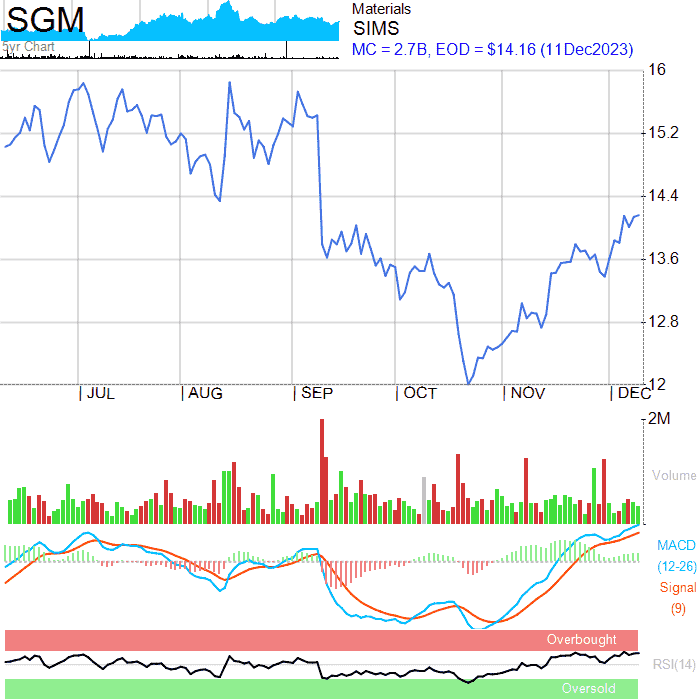 SGM
5yr Chart
Materials
SIMS
MC = 2.7B, EOD = $14.16 (11Dec2023)
16
15.2
14.4
13.6
12.8
12
| JUL | AUG | SEP | OCT | NOV | DEC
2M
Volume
MACD
(12-26)
Signal
(9)
Overbought
RSI(14)
Oversold